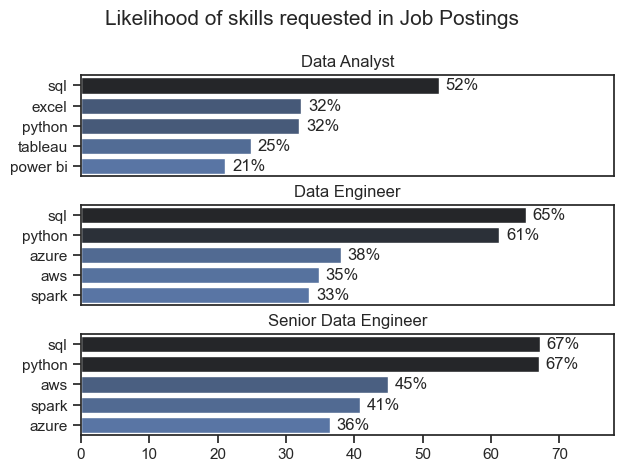 Likelihood of skills requested in Job Postings
Data Analyst
sql 52%
excel 32%
python 32%
tableau 25%
power bi 21%
Data Engineer
sql 65%
python 61%
azure 38%
aws 35%
spark 33%
Senior Data Engineer
sql 67%
python 67%
aws 45%
spark 41%
azure 36%
0 10 20 30 40 50 60 70